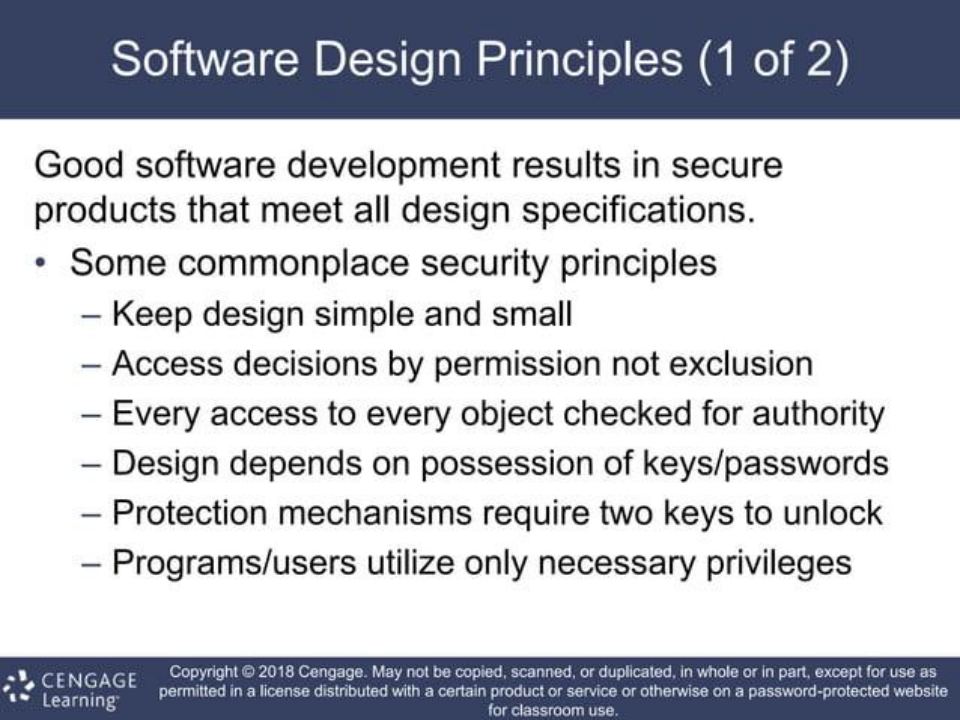 Software Design Principles (1 of 2)
Good software development results in secure
products that meet all design specifications.
• Some commonplace security principles
– Keep design simple and small
– Access decisions by permission not exclusion
– Every access to every object checked for authority
– Design depends on possession of keys/passwords
– Protection mechanisms require two keys to unlock
– Programs/users utilize only necessary privileges
CENGAGE
Learning
Copyright © 2018 Cengage. May not be copied, scanned, or duplicated, in whole or in part, except for use as
permitted in a license distributed with a certain product or service or otherwise on a password-protected website
for classroom use.